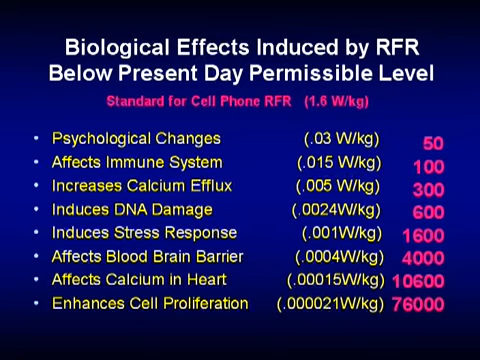 Biological Effects Induced by RFR
Below Present Day Permissible Level
Standard for Cell Phone RFR (1.6 W/kg)
• Psychological Changes (.03 W/kg) 50
• Affects Immune System (.015 W/kg) 100
• Increases Calcium Efflux (.005 W/kg) 300
• Induces DNA Damage (.0024W/kg) 600
• Induces Stress Response (.001W/kg) 1600
• Affects Blood Brain Barrier (.0004W/kg) 4000
• Affects Calcium in Heart (.00015W/kg) 10600
• Enhances Cell Proliferation (.000021W/kg) 76000